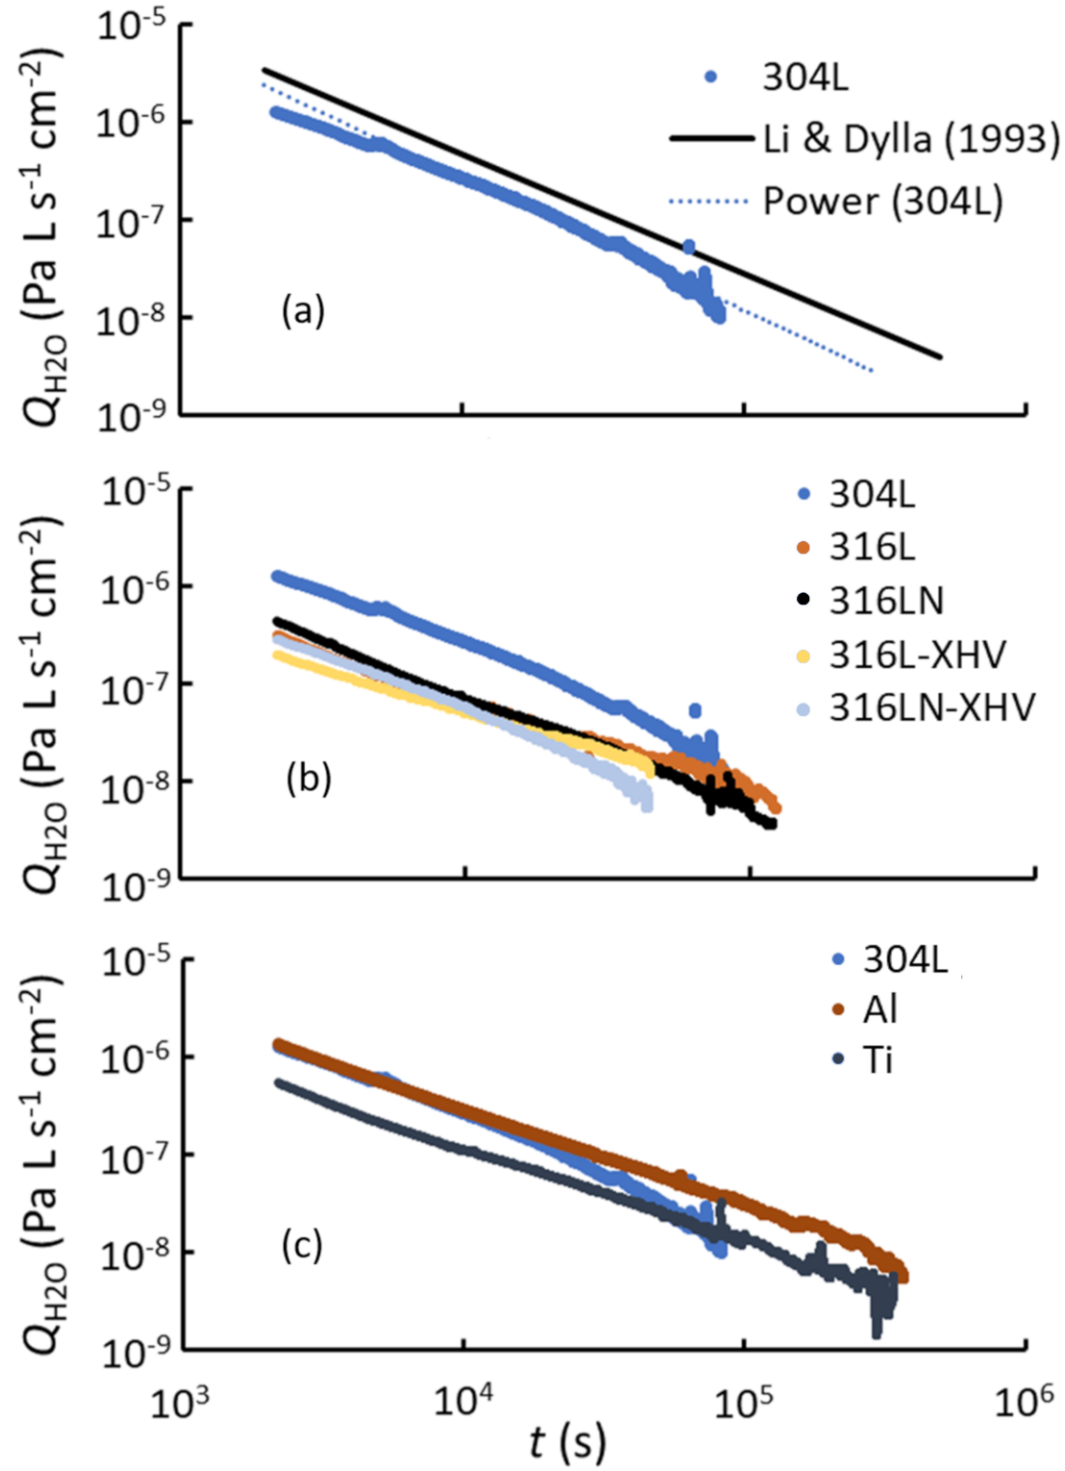 10⁻⁵
10⁻⁶
10⁻⁷
10⁻⁸
10⁻⁹
Q_H2O (Pa L s⁻¹ cm⁻²)
304L
Li & Dylla (1993)
Power (304L)
(a)
10⁻⁵
10⁻⁶
10⁻⁷
10⁻⁸
10⁻⁹
Q_H2O (Pa L s⁻¹ cm⁻²)
304L
316L
316LN
316L-XHV
316LN-XHV
(b)
10⁻⁵
10⁻⁶
10⁻⁷
10⁻⁸
10⁻⁹
Q_H2O (Pa L s⁻¹ cm⁻²)
304L
Al
Ti
(c)
10³ 10⁴ 10⁵ 10⁶
t (s)